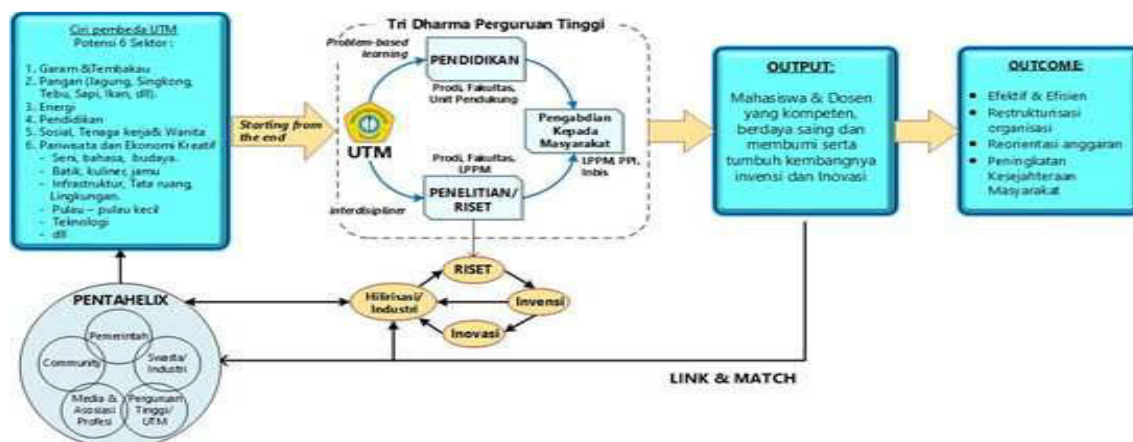 Ciri pembeda UTM
Potensi 6 Sektor :
1. Garam &Tembakau
2. Pangan (Jagung, Singkong,
Tebu, Sapi, Ikan, dll).
3. Energi
4. Pendidikan
5. Sosial, Tenaga kerja& Wanita
6. Pariwisata dan Ekonomi Kreatif
- Seni, bahasa, budaya.
- Batik, kuliner, jamu
- Infrastruktur, Tata ruang,
Lingkungan.
- Pulau – pulau kecil
- Teknologi
- dll
Starting from
the end
Tri Dharma Perguruan Tinggi
Problem-based
learning
PENDIDIKAN
Prodi, Fakultas,
Unit Pendukung
UTM
Pengabdian
Kepada
Masyarakat
Prodi, Fakultas,
LPPM
LPPM, PPL,
Inbis
PENELITIAN/
RISET
interdisipliner
OUTPUT:
Mahasiswa & Dosen
yang kompeten,
berdaya saing dan
membumi serta
tumbuh kembangnya
invensi dan Inovasi
OUTCOME:
• Efektif & Efisien
• Restrukturisasi
organisasi
• Reorientasi anggaran
• Peningkatan
Kesejahteraan
Masyarakat
RISET
Hilirisasi/
Industri
Invensi
Inovasi
PENTAHELIX
Pemerintah
Community
Swasta/
Industri
Media &
Asosiasi
Profesi
Perguruan
Tinggi/
UTM
LINK & MATCH